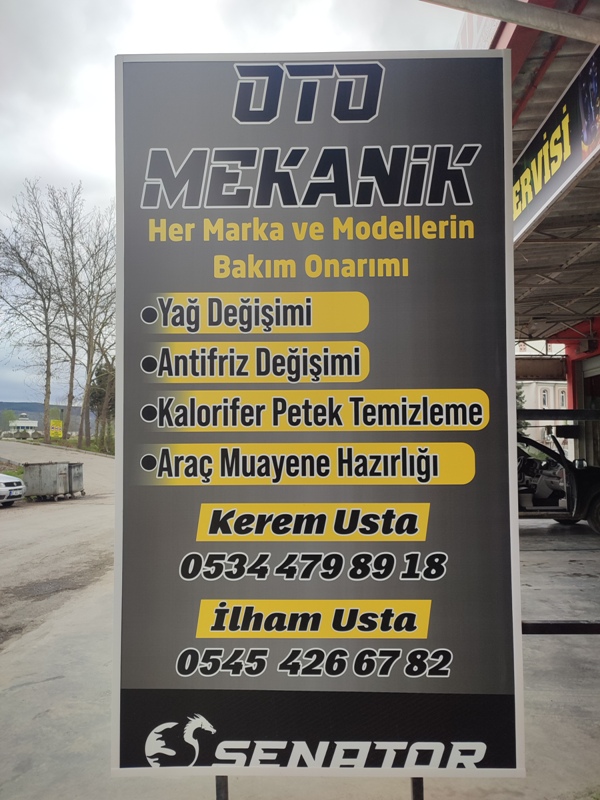 OTO
MEKANİK
Her Marka ve Modellerin
Bakım Onarımı
•Yağ Değişimi
•Antifriz Değişimi
•Kalorifer Petek Temizleme
•Araç Muayene Hazırlığı
Kerem Usta
0534 479 89 18
İlham Usta
0545 426 67 82
SENATOR
ERVİSİ